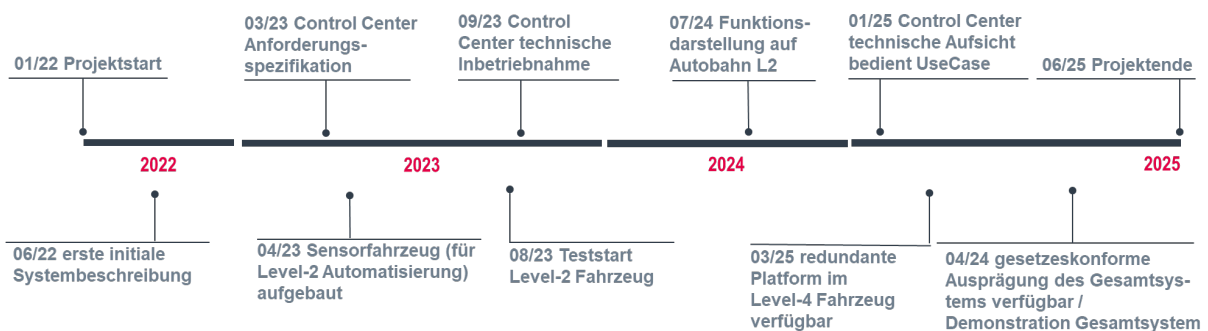 01/22 Projektstart
03/23 Control Center
Anforderungs-
spezifikation
09/23 Control
Center technische
Inbetriebnahme
07/24 Funktions-
darstellung auf
Autobahn L2
01/25 Control Center
technische Aufsicht
bedient UseCase
06/25 Projektende
2022
2023
2024
2025
06/22 erste initiale
Systembeschreibung
04/23 Sensorfahrzeug (für
Level-2 Automatisierung)
aufgebaut
08/23 Teststart
Level-2 Fahrzeug
03/25 redundante
Platform im
Level-4 Fahrzeug
verfügbar
04/24 gesetzeskonforme
Ausprägung des Gesamtsys-
tems verfügbar /
Demonstration Gesamtsystem